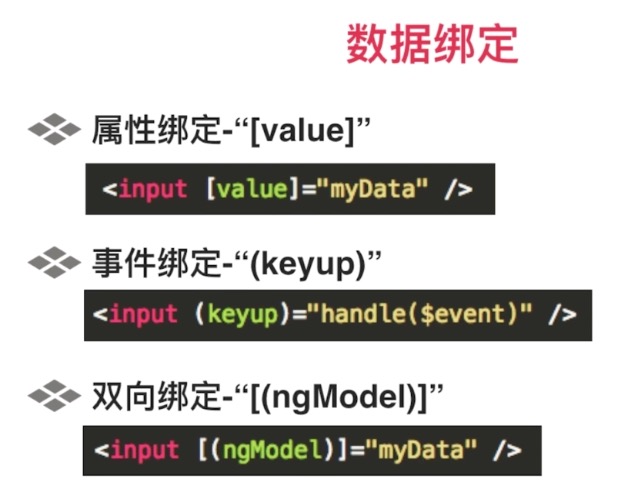 数据绑定
属性绑定-“[value]”
<input [value]="myData" />
事件绑定-“(keyup)”
<input (keyup)="handle($event)" />
双向绑定-“[(ngModel)]”
<input [(ngModel)]="myData" />